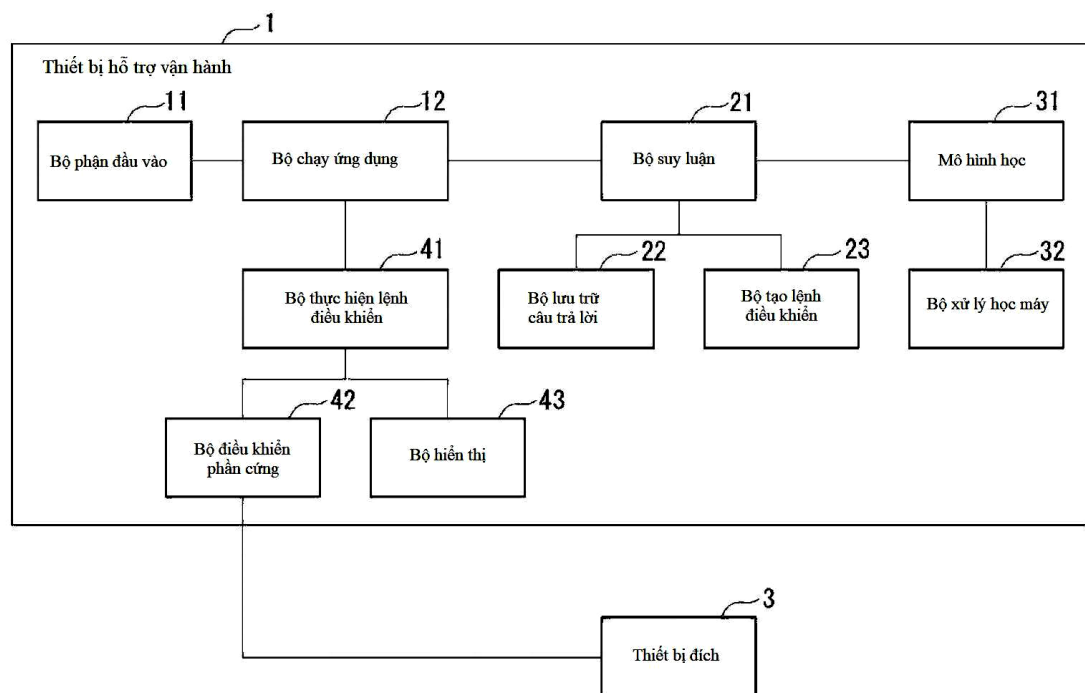 1
Thiết bị hỗ trợ vận hành
11
12
21
31
Bộ phận đầu vào
Bộ chạy ứng dụng
Bộ suy luận
Mô hình học
41
22
23
32
Bộ thực hiện lệnh
điều khiển
Bộ lưu trữ
câu trả lời
Bộ tạo lệnh
điều khiển
Bộ xử lý học máy
42
43
Bộ điều khiển
phần cứng
Bộ hiển thị
3
Thiết bị đích